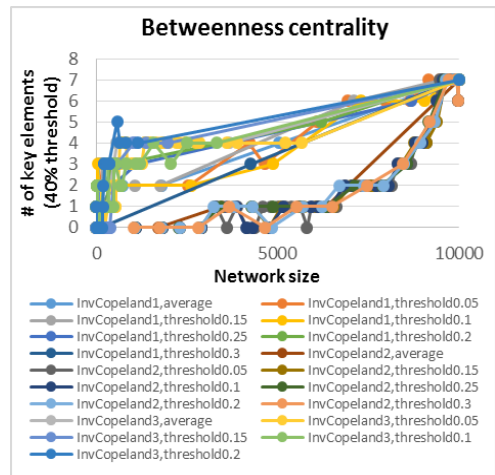 Betweenness centrality
# of key elements
(40% threshold)
8
7
6
5
4
3
2
1
0
0 5000 10000
Network size
InvCopeland1,average InvCopeland1,threshold0.05
InvCopeland1,threshold0.15 InvCopeland1,threshold0.1
InvCopeland1,threshold0.25 InvCopeland1,threshold0.2
InvCopeland1,threshold0.3 InvCopeland2,average
InvCopeland2,threshold0.05 InvCopeland2,threshold0.15
InvCopeland2,threshold0.1 InvCopeland2,threshold0.25
InvCopeland2,threshold0.2 InvCopeland2,threshold0.3
InvCopeland3,average InvCopeland3,threshold0.05
InvCopeland3,threshold0.15 InvCopeland3,threshold0.1
InvCopeland3,threshold0.2